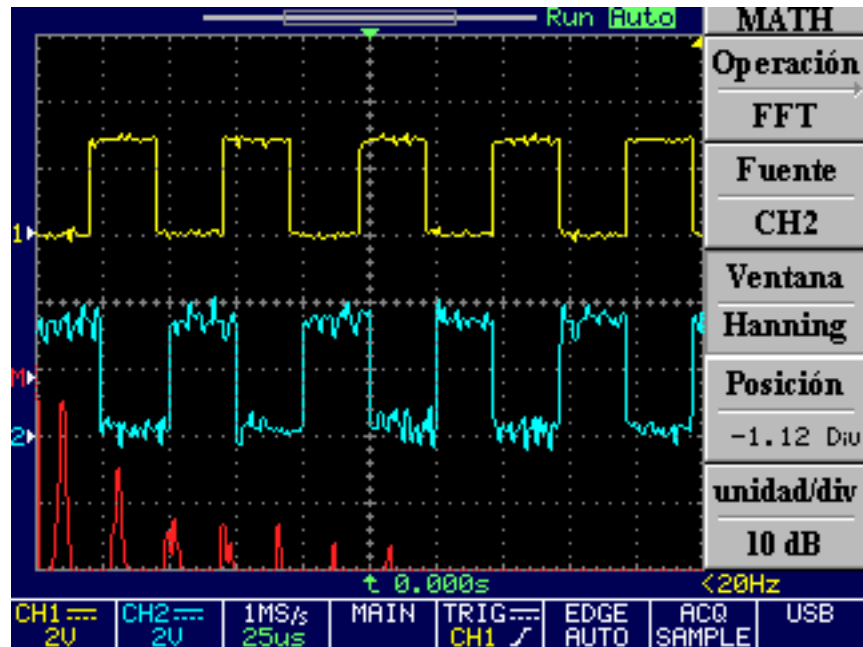 Run Auto
MATH
Operación
FFT
Fuente
CH2
Ventana
Hanning
Posición
-1.12 Div
unidad/div
10 dB
1
M
2
0.000s
<20Hz
CH1
2V
CH2
2V
1MS/s
25us
MAIN
TRIG
CH1
EDGE
AUTO
ACQ
SAMPLE
USB